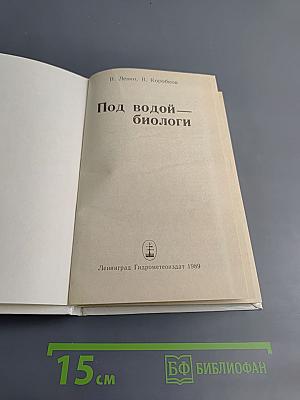 В. Левин, В. Коробков
Под водой—
биологи
Ленинград Гидрометеоиздат 1989
15 см
БФ БИБЛИОФАН